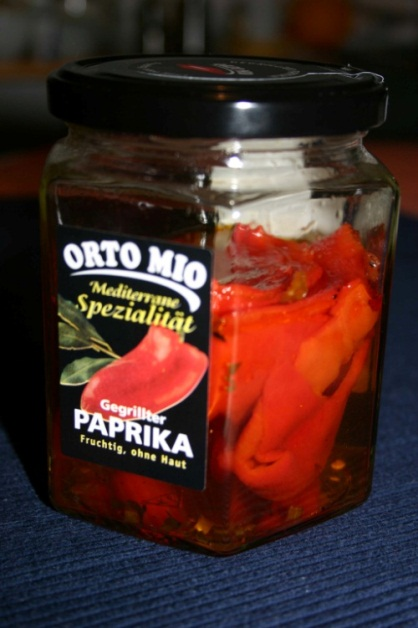 ORTO MIO
Mediterrane
Spezialität
Gegrillter
PAPRIKA
Fruchtig, ohne Haut